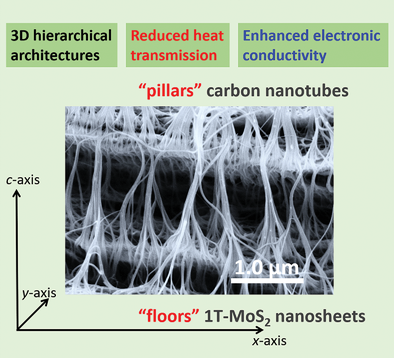 3D hierarchical
architectures
Reduced heat
transmission
Enhanced electronic
conductivity
“pillars” carbon nanotubes
c-axis
1.0 μm
y-axis
“floors” 1T-MoS₂ nanosheets
x-axis